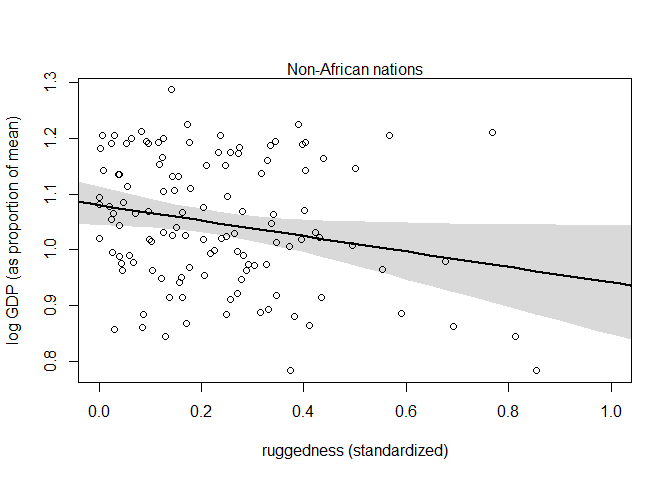 Non-African nations
log GDP (as proportion of mean)
1.3
1.2
1.1
1.0
0.9
0.8
0.0 0.2 0.4 0.6 0.8 1.0
ruggedness (standardized)